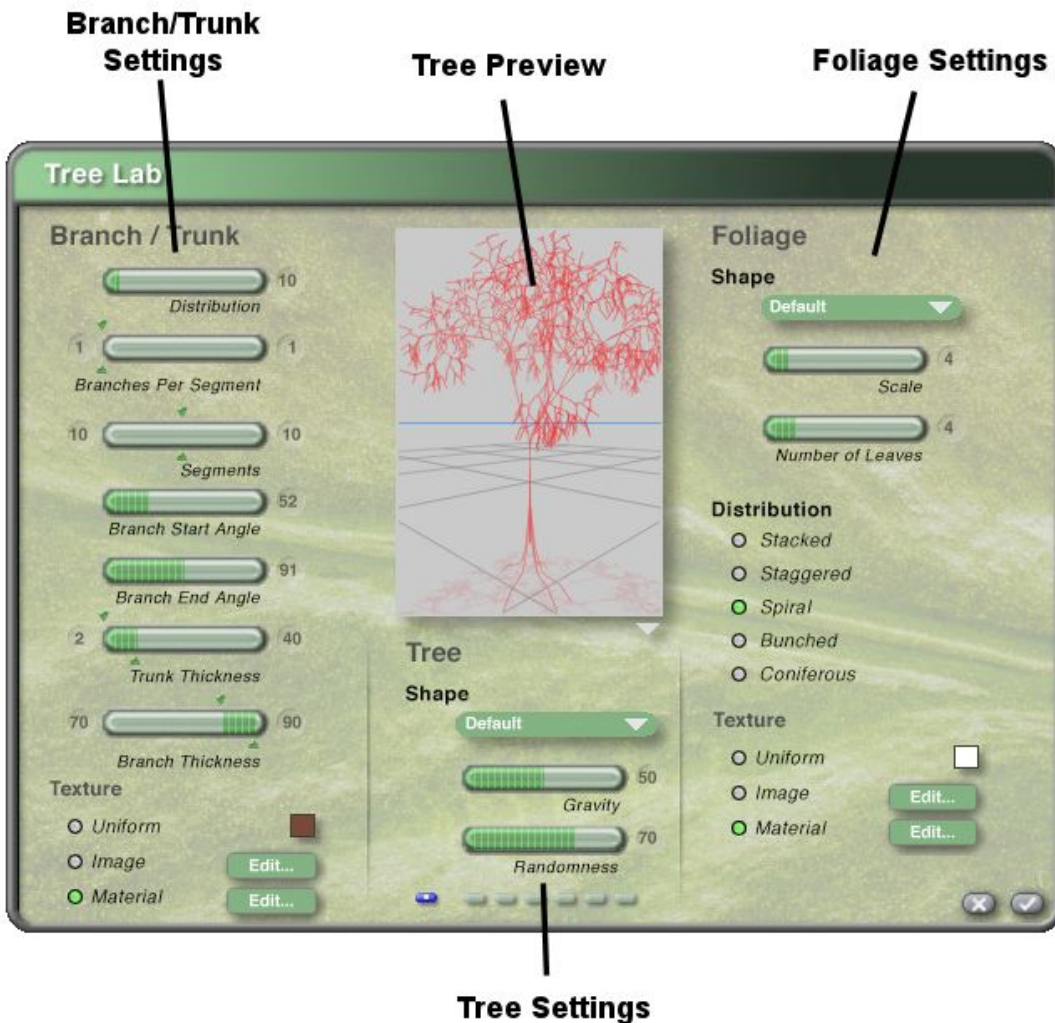 Branch/Trunk
Settings
Tree Preview
Foliage Settings
Tree Lab
Branch / Trunk
10
Distribution
1 1
Branches Per Segment
10 10
Segments
52
Branch Start Angle
91
Branch End Angle
2 40
Trunk Thickness
70 90
Branch Thickness
Texture
Uniform
Image Edit...
Material Edit...
Tree
Shape
Default
50
Gravity
70
Randomness
Foliage
Shape
Default
4
Scale
4
Number of Leaves
Distribution
Stacked
Staggered
Spiral
Bunched
Coniferous
Texture
Uniform
Image Edit...
Material Edit...
Tree Settings